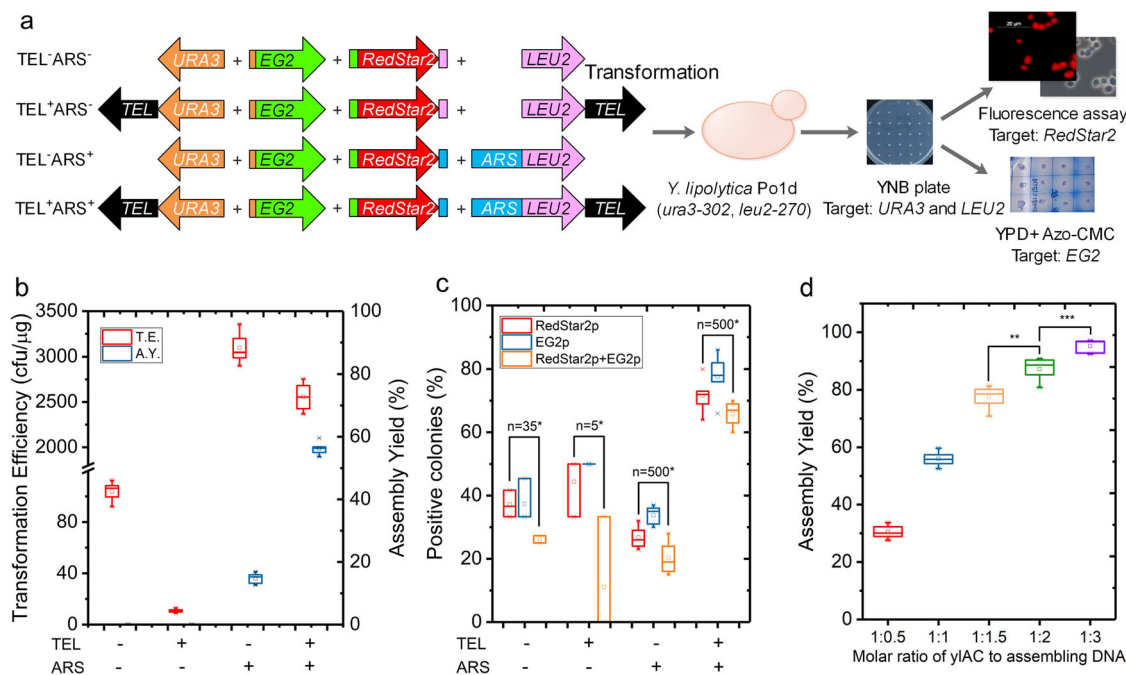 a
TEL-ARS- URA3 + EG2 + RedStar2 + LEU2
TEL+ARS- TEL URA3 + EG2 + RedStar2 + LEU2 TEL
TEL-ARS+ URA3 + EG2 + RedStar2 + ARS LEU2
TEL+ARS+ TEL URA3 + EG2 + RedStar2 + ARS LEU2 TEL
Transformation
Y. lipolytica Po1d
(ura3-302, leu2-270)
YNB plate
Target: URA3 and LEU2
20 μm
Fluorescence assay
Target: RedStar2
YPD+ Azo-CMC
Target: EG2
b
Transformation Efficiency (cfu/μg)
3500
3000
2500
2000
80
40
0
T.E.
A.Y.
100
80
60
40
20
0
Assembly Yield (%)
TEL - + - +
ARS - - + +
c
Positive colonies (%)
100
80
60
40
20
0
RedStar2p
EG2p
RedStar2p+EG2p
n=35*
n=5*
n=500*
n=500*
TEL - + - +
ARS - - + +
d
Assembly Yield (%)
100
80
60
40
20
0
**
***
1:0.5 1:1 1:1.5 1:2 1:3
Molar ratio of ylAC to assembling DNA